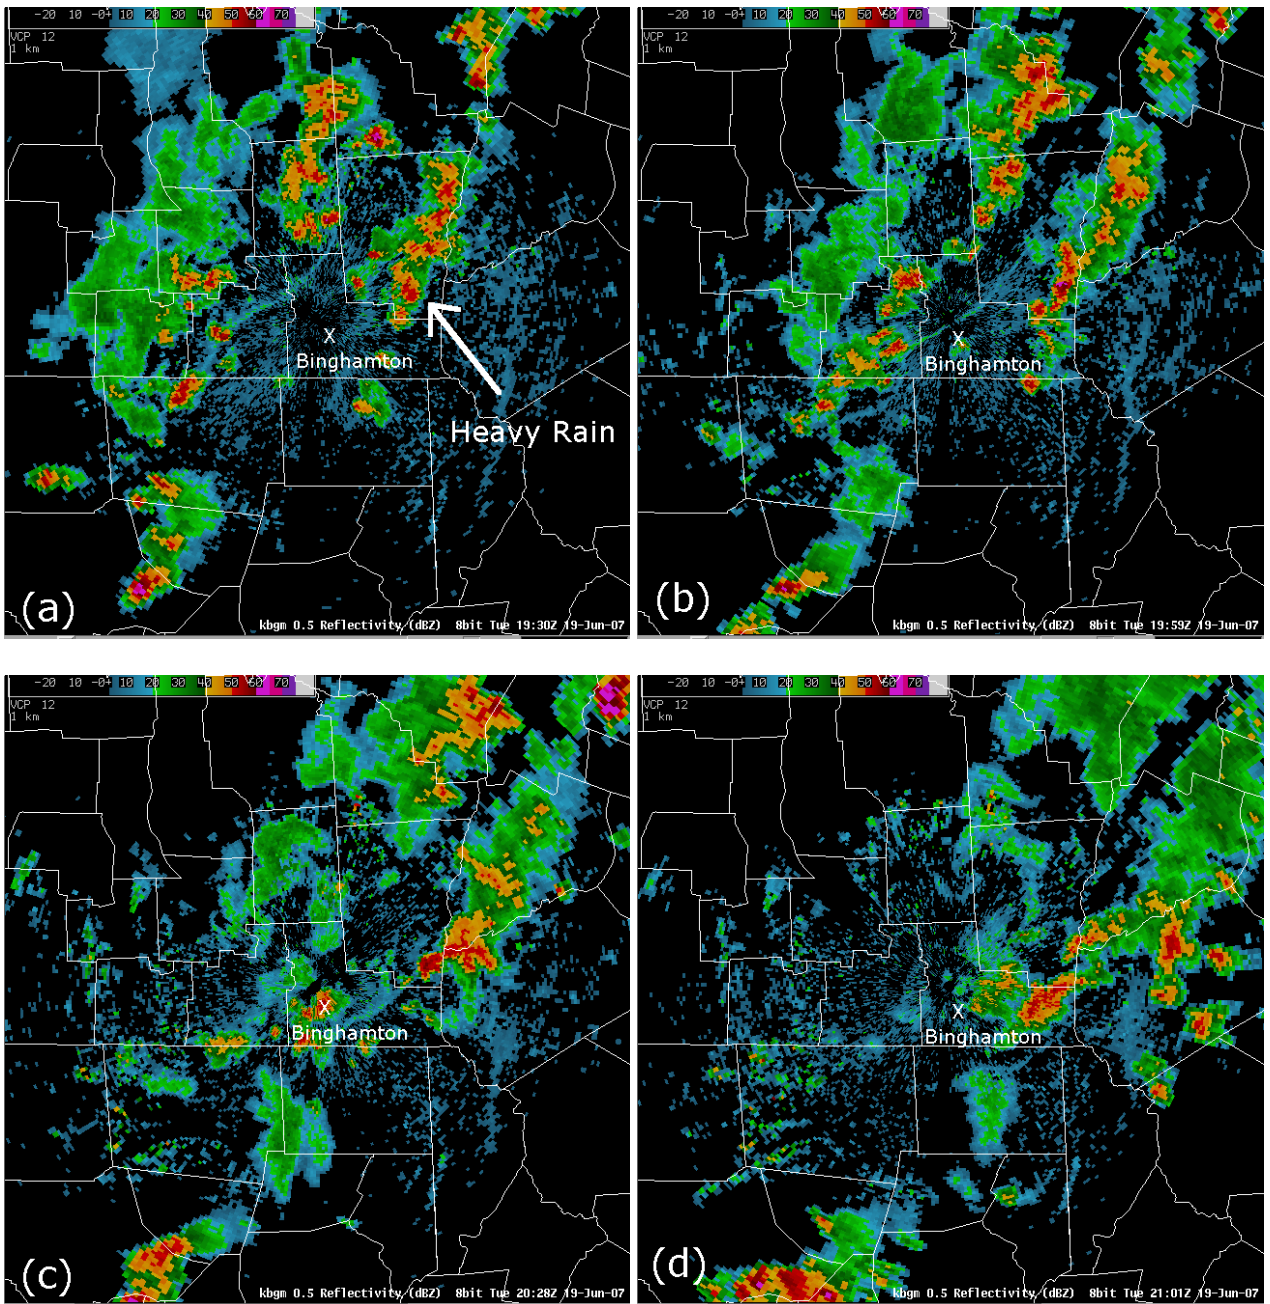 -20 10 -0+ 10 20 30 40 50 60 70
VCP 12
1 km
X
Binghamton
Heavy Rain
(a)
kbgm 0.5 Reflectivity (dBZ) 8bit Tue 19:30Z 19-Jun-07
-20 10 -0+ 10 20 30 40 50 60 70
VCP 12
1 km
X
Binghamton
(b)
kbgm 0.5 Reflectivity (dBZ) 8bit Tue 19:59Z 19-Jun-07
-20 10 -0+ 10 20 30 40 50 60 70
VCP 12
1 km
X
Binghamton
(c)
kbgm 0.5 Reflectivity (dBZ) 8bit Tue 20:28Z 19-Jun-07
-20 10 -0+ 10 20 30 40 50 60 70
VCP 12
1 km
X
Binghamton
(d)
kbgm 0.5 Reflectivity (dBZ) 8bit Tue 21:01Z 19-Jun-07